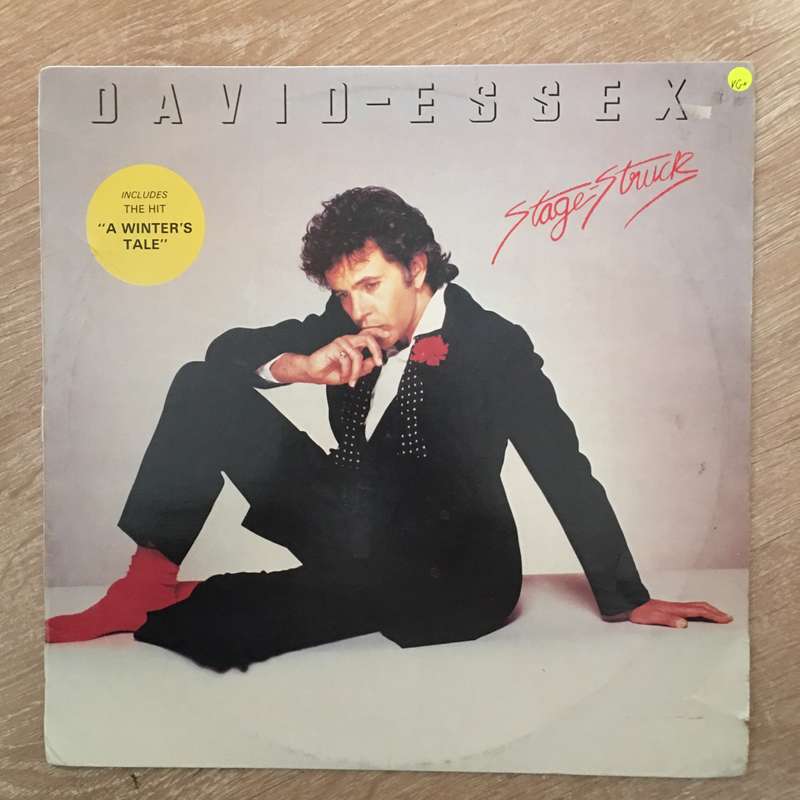 DAVID-ESSEX
VG+
Stage-Struck
INCLUDES
THE HIT
"A WINTER'S
TALE"